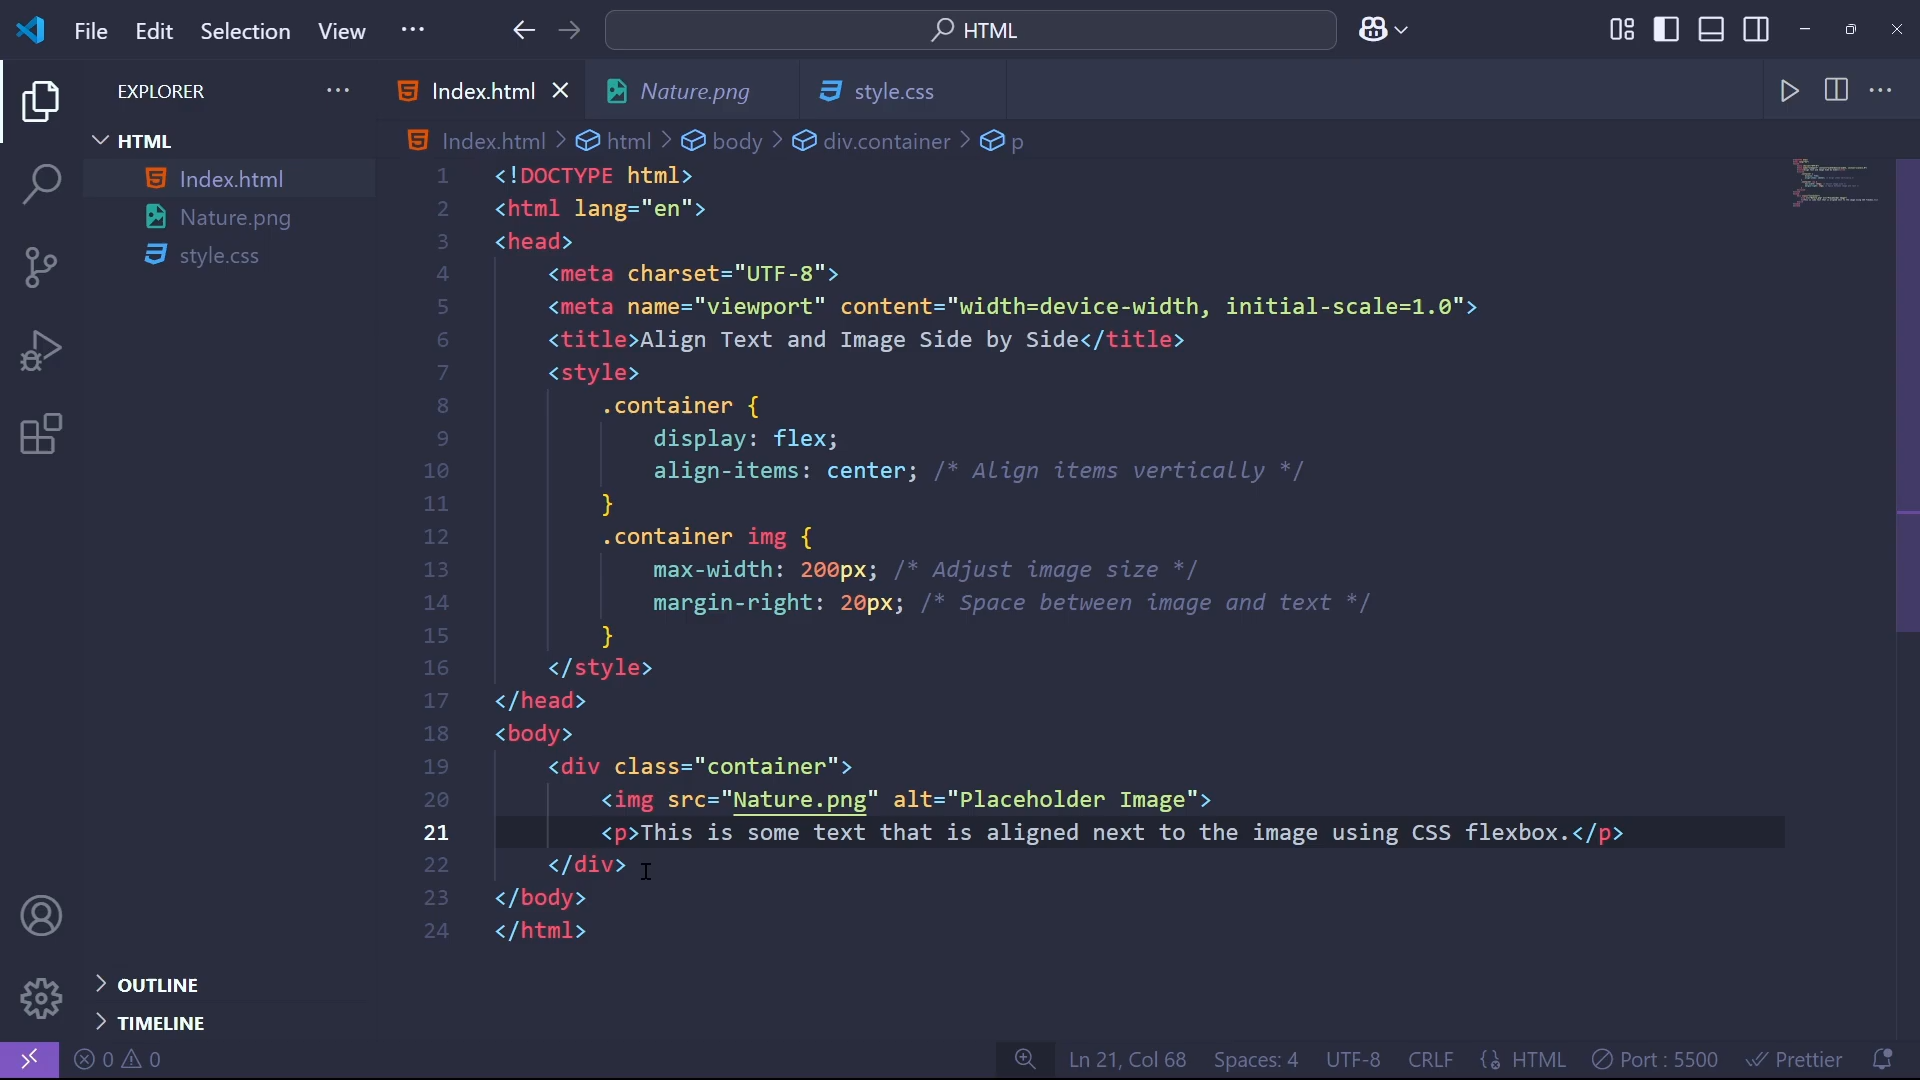 File Edit Selection View ··· HTML
EXPLORER ···
Index.html Nature.png style.css
HTML
Index.html > html > body > div.container > p
Index.html
Nature.png
style.css
1 <!DOCTYPE html>
2 <html lang="en">
3 <head>
4 <meta charset="UTF-8">
5 <meta name="viewport" content="width=device-width, initial-scale=1.0">
6 <title>Align Text and Image Side by Side</title>
7 <style>
8 .container {
9 display: flex;
10 align-items: center; /* Align items vertically */
11 }
12 .container img {
13 max-width: 200px; /* Adjust image size */
14 margin-right: 20px; /* Space between image and text */
15 }
16 </style>
17 </head>
18 <body>
19 <div class="container">
20 <img src="Nature.png" alt="Placeholder Image">
21 <p>This is some text that is aligned next to the image using CSS flexbox.</p>
22 </div>
23 </body>
24 </html>
OUTLINE
TIMELINE
0 0 Ln 21, Col 68 Spaces: 4 UTF-8 CRLF HTML Port : 5500 Prettier